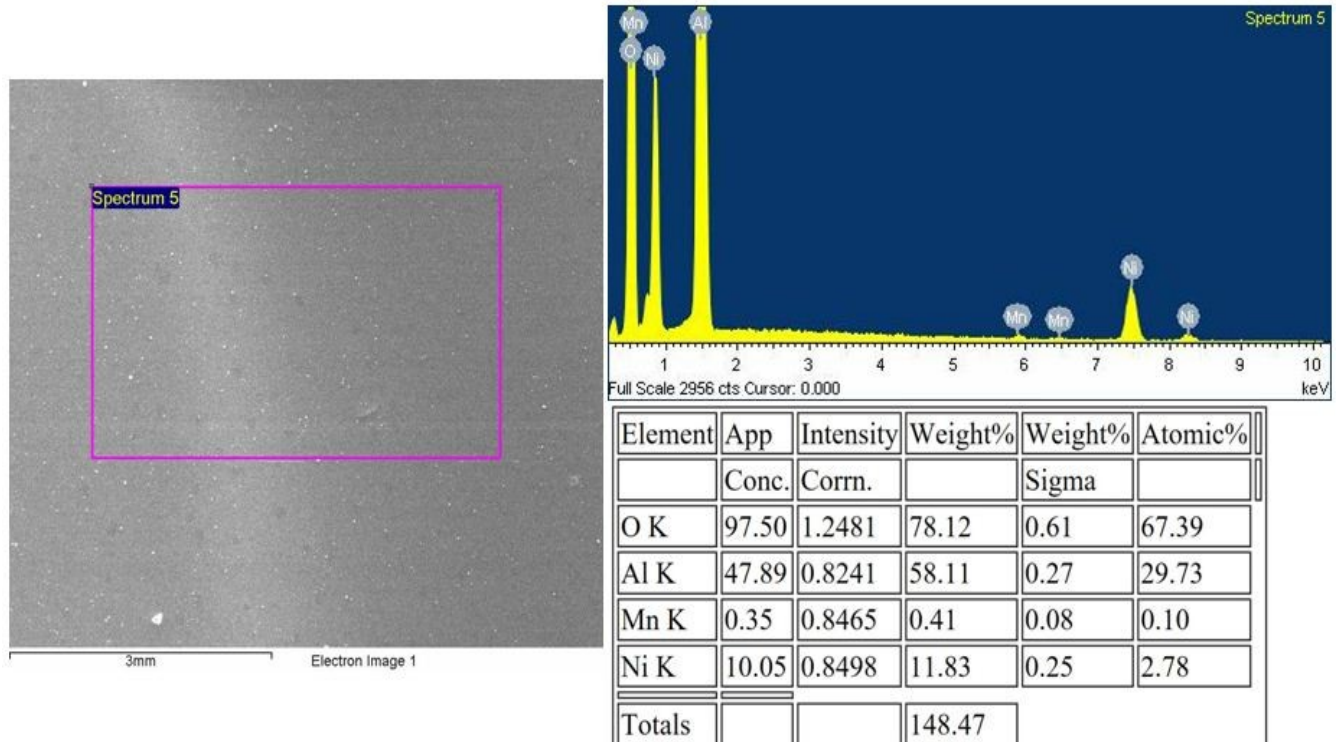 Spectrum 5
3mm
Electron Image 1
Spectrum 5
Mn
Al
O
Ni
Ni
Mn
Mn
Ni
1 2 3 4 5 6 7 8 9 10
Full Scale 2956 cts Cursor: 0.000
keV
Element App Intensity Weight% Weight% Atomic%
Conc. Corrn. Sigma
O K 97.50 1.2481 78.12 0.61 67.39
Al K 47.89 0.8241 58.11 0.27 29.73
Mn K 0.35 0.8465 0.41 0.08 0.10
Ni K 10.05 0.8498 11.83 0.25 2.78
Totals 148.47